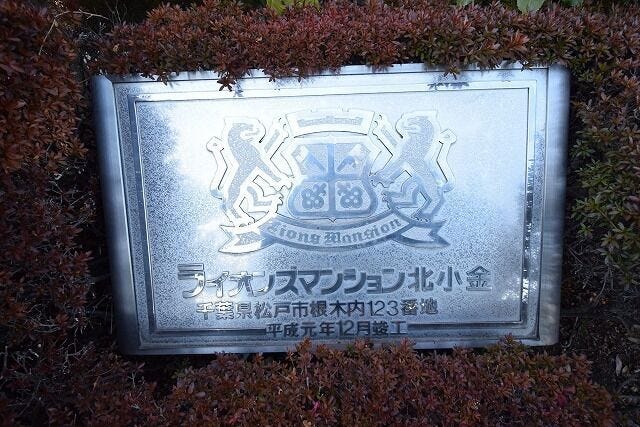 Lions Mansion
ライオンズマンション北小金
千葉県松戸市根木内123番地
平成元年12月竣工